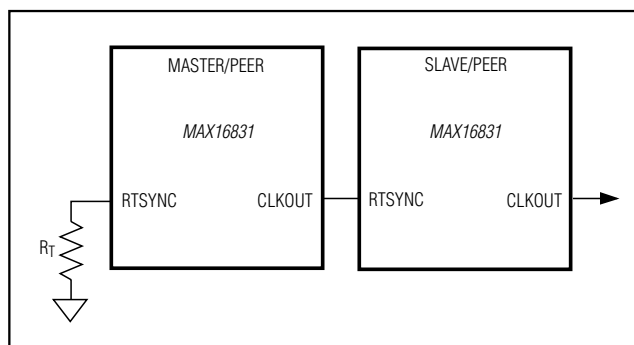 MASTER/PEER
MAX16831
RTSYNC
CLKOUT
RT
SLAVE/PEER
MAX16831
RTSYNC
CLKOUT